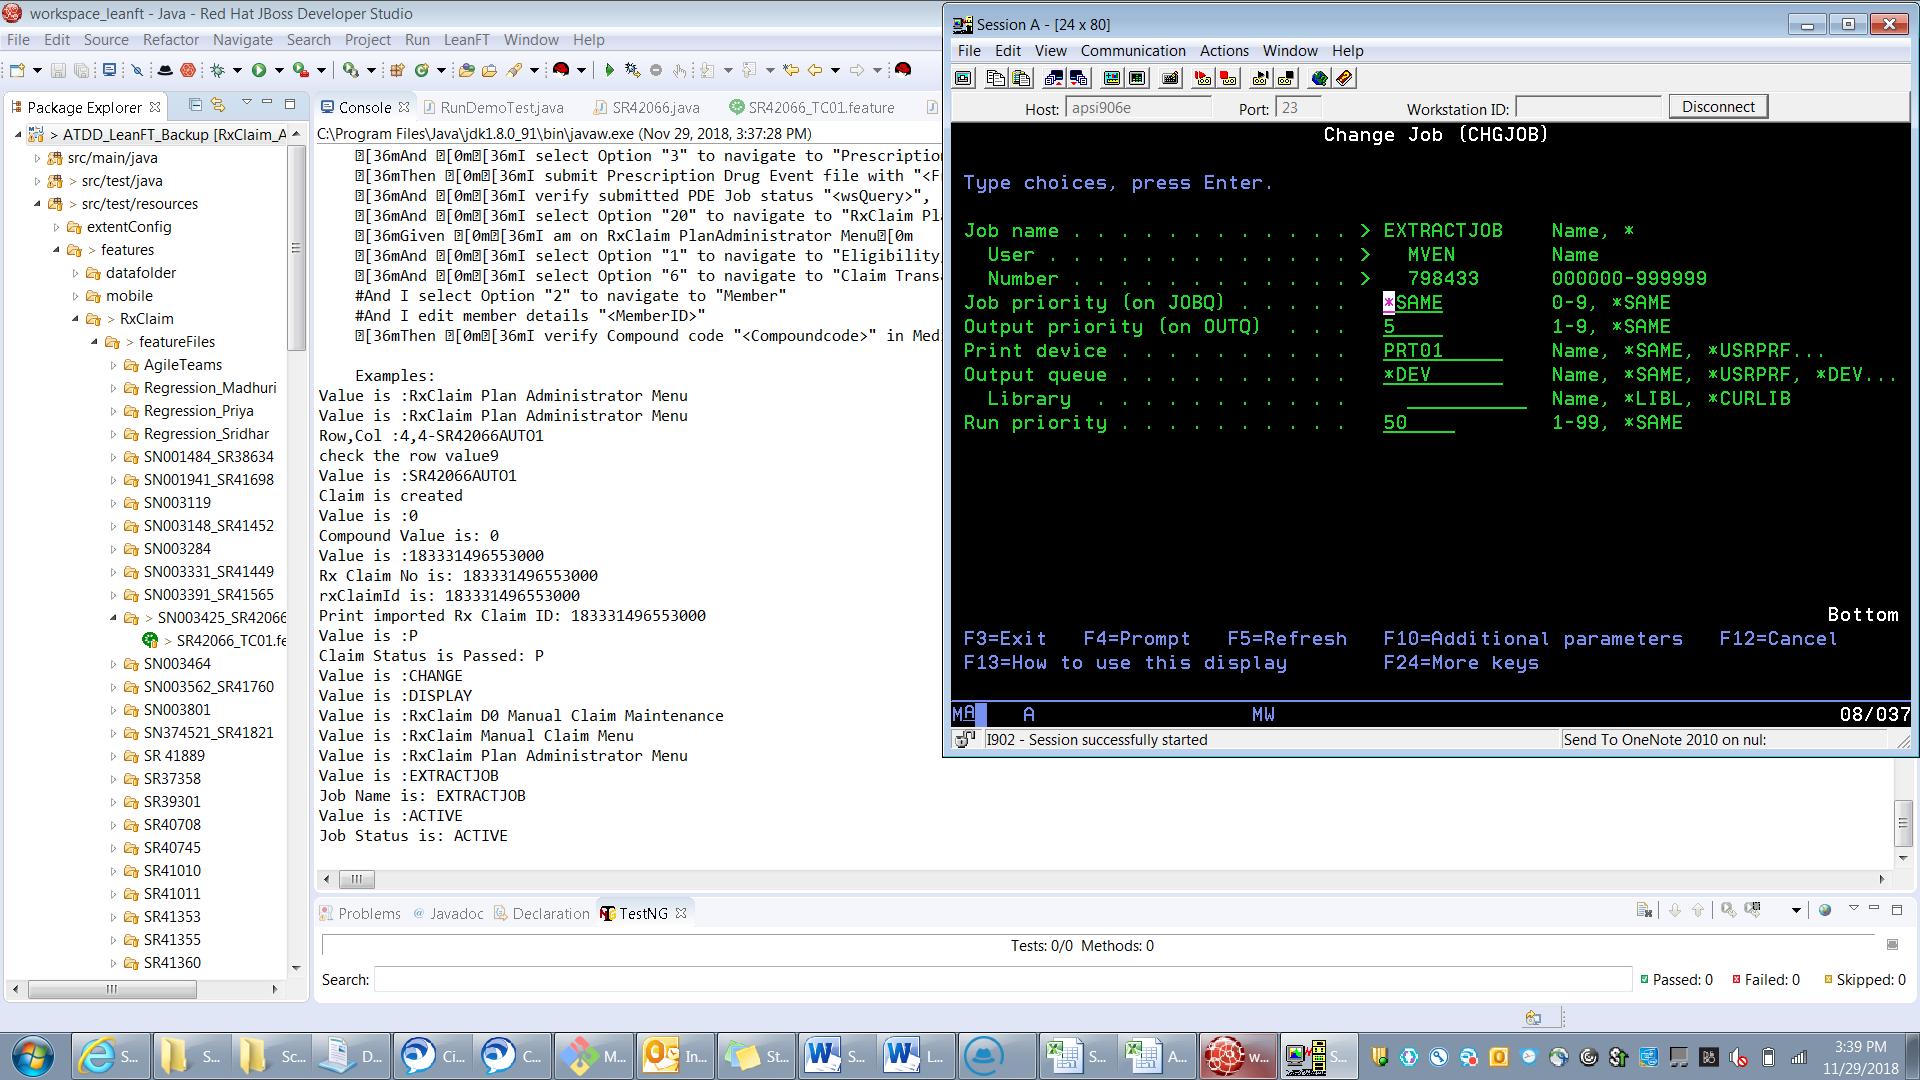 workspace_leanft - Java - Red Hat JBoss Developer Studio
File Edit Source Refactor Navigate Search Project Run LeanFT Window Help
Package Explorer
> ATDD_LeanFT_Backup [RxClaim_A
src/main/java
> src/test/java
> src/test/resources
extentConfig
> features
datafolder
mobile
> RxClaim
> featureFiles
AgileTeams
Regression_Madhuri
Regression_Priya
Regression_Sridhar
SN001484_SR38634
SN001941_SR41698
SN003119
SN003148_SR41452
SN003284
SN003331_SR41449
SN003391_SR41565
> SN003425_SR42066
> SR42066_TC01.fe
SN003464
SN003562_SR41760
SN003801
SN374521_SR41821
SR 41889
SR37358
SR39301
SR40708
SR40745
SR41010
SR41011
SR41353
SR41355
SR41360
Console RunDemoTest.java SR42066.java SR42066_TC01.feature
C:\Program Files\Java\jdk1.8.0_91\bin\javaw.exe (Nov 29, 2018, 3:37:28 PM)
[36mAnd [0m[36mI select Option "3" to navigate to "Prescription
[36mThen [0m[36mI submit Prescription Drug Event file with "<F
[36mAnd [0m[36mI verify submitted PDE Job status "<wsQuery>",
[36mAnd [0m[36mI select Option "20" to navigate to "RxClaim Pl
[36mGiven [0m[36mI am on RxClaim PlanAdministrator Menu[0m
[36mAnd [0m[36mI select Option "1" to navigate to "Eligibility
[36mAnd [0m[36mI select Option "6" to navigate to "Claim Transa
#And I select Option "2" to navigate to "Member"
#And I edit member details "<MemberID>"
[36mThen [0m[36mI verify Compound code "<Compoundcode>" in Med
Examples:
Value is :RxClaim Plan Administrator Menu
Value is :RxClaim Plan Administrator Menu
Row,Col :4,4-SR42066AUTO1
check the row value9
Value is :SR42066AUTO1
Claim is created
Value is :0
Compound Value is: 0
Value is :183331496553000
Rx Claim No is: 183331496553000
rxClaimId is: 183331496553000
Print imported Rx Claim ID: 183331496553000
Value is :P
Claim Status is Passed: P
Value is :CHANGE
Value is :DISPLAY
Value is :RxClaim D0 Manual Claim Maintenance
Value is :RxClaim Manual Claim Menu
Value is :RxClaim Plan Administrator Menu
Value is :EXTRACTJOB
Job Name is: EXTRACTJOB
Value is :ACTIVE
Job Status is: ACTIVE
Problems @ Javadoc Declaration TestNG
Tests: 0/0 Methods: 0
Search:
Passed: 0 Failed: 0 Skipped: 0
Session A - [24 x 80]
File Edit View Communication Actions Window Help
Host: apsi906e Port: 23 Workstation ID: Disconnect
Change Job (CHGJOB)
Type choices, press Enter.
Job name . . . . . . . . . . . . > EXTRACTJOB Name, *
User . . . . . . . . . . . . . > MVEN Name
Number . . . . . . . . . . . . > 798433 000000-999999
Job priority (on JOBQ) . . . . . *SAME 0-9, *SAME
Output priority (on OUTQ) . . . 5 1-9, *SAME
Print device . . . . . . . . . . PRT01 Name, *SAME, *USRPRF...
Output queue . . . . . . . . . . *DEV Name, *SAME, *USRPRF, *DEV...
Library . . . . . . . . . . . Name, *LIBL, *CURLIB
Run priority . . . . . . . . . . 50 1-99, *SAME
Bottom
F3=Exit F4=Prompt F5=Refresh F10=Additional parameters F12=Cancel
F13=How to use this display F24=More keys
MA A MW 08/037
I902 - Session successfully started Send To OneNote 2010 on nul:
S... S... Sc... D... Ci... C... M... In... St... S... L... S... A... w... S...
3:39 PM
11/29/2018